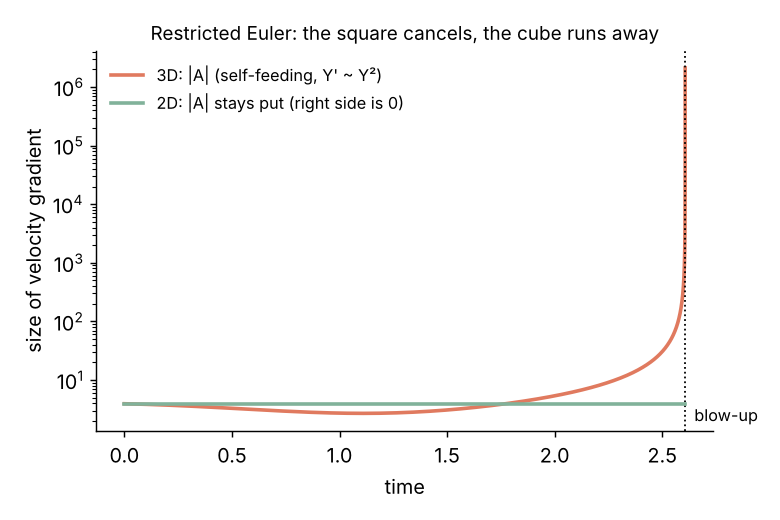 Restricted Euler: the square cancels, the cube runs away
3D: |A| (self-feeding, Y' ~ Y²)
2D: |A| stays put (right side is 0)
size of velocity gradient
10⁶
10⁵
10⁴
10³
10²
10¹
blow-up
0.0 0.5 1.0 1.5 2.0 2.5
time